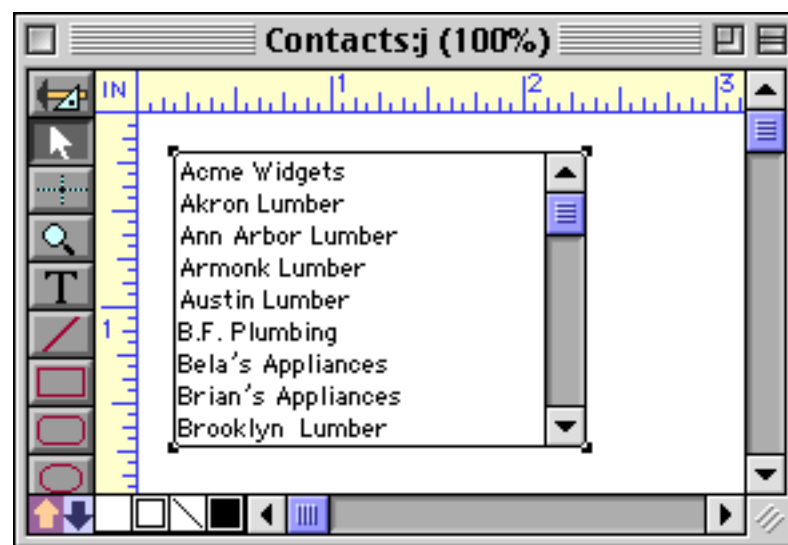 Contacts:j (100%)
IN 1 2 3
T
1
Acme Widgets
Akron Lumber
Ann Arbor Lumber
Armonk Lumber
Austin Lumber
B.F. Plumbing
Bela's Appliances
Brian's Appliances
Brooklyn Lumber